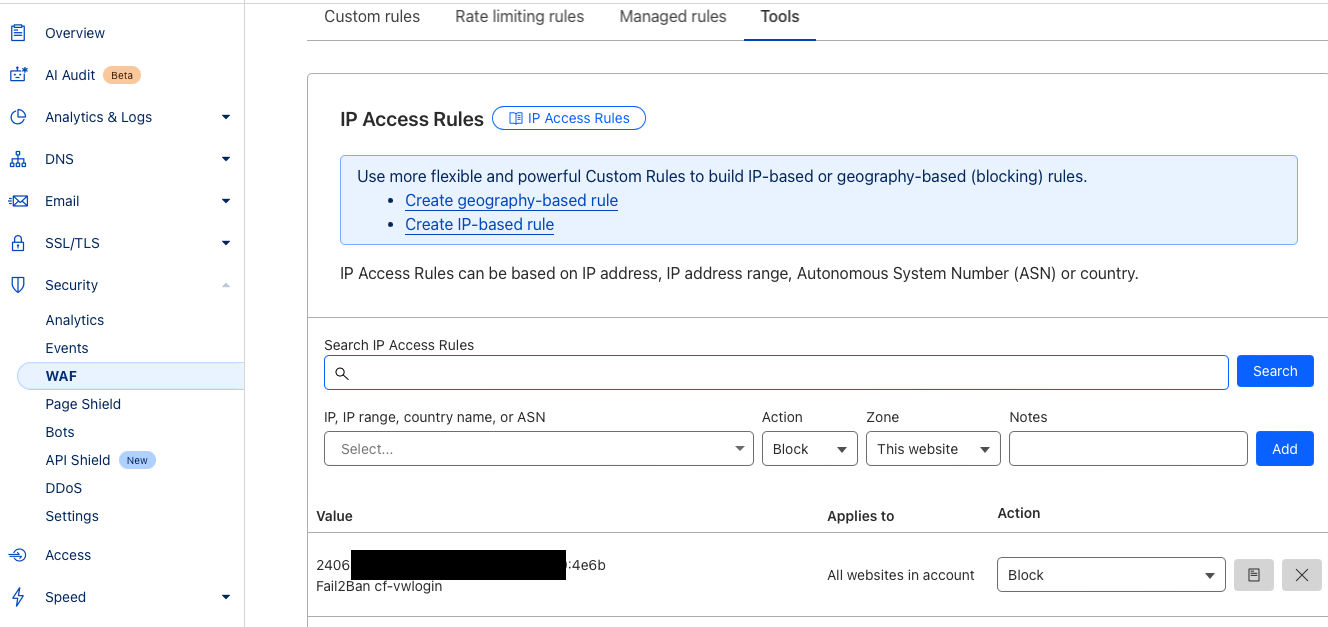 Custom rules Rate limiting rules Managed rules Tools
Overview
AI Audit Beta
Analytics & Logs
DNS
Email
SSL/TLS
Security
Analytics
Events
WAF
Page Shield
Bots
API Shield New
DDoS
Settings
Access
Speed
IP Access Rules IP Access Rules
Use more flexible and powerful Custom Rules to build IP-based or geography-based (blocking) rules.
• Create geography-based rule
• Create IP-based rule
IP Access Rules can be based on IP address, IP address range, Autonomous System Number (ASN) or country.
Search IP Access Rules
Search
IP, IP range, country name, or ASN Action Zone Notes
Select... Block This website Add
Value Applies to Action
2406 :4e6b
Fail2Ban cf-vwlogin
All websites in account Block